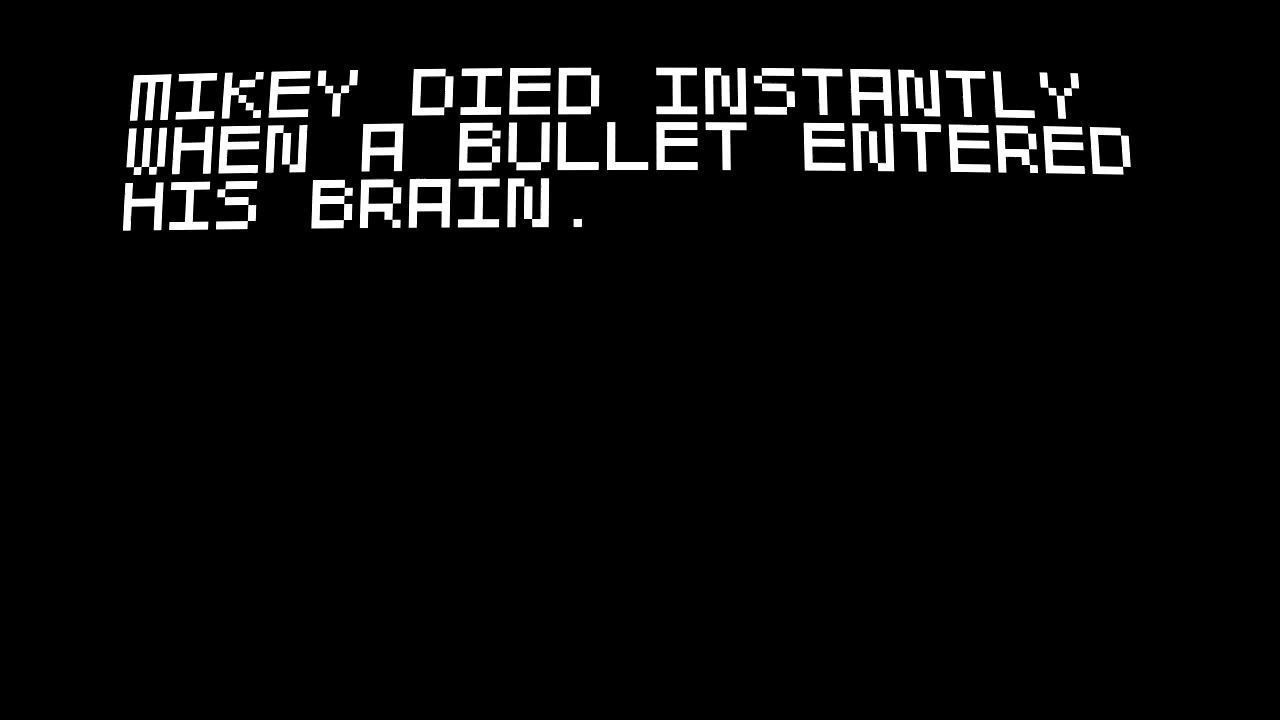 MIKEY DIED INSTANTLY
WHEN A BULLET ENTERED
HIS BRAIN.